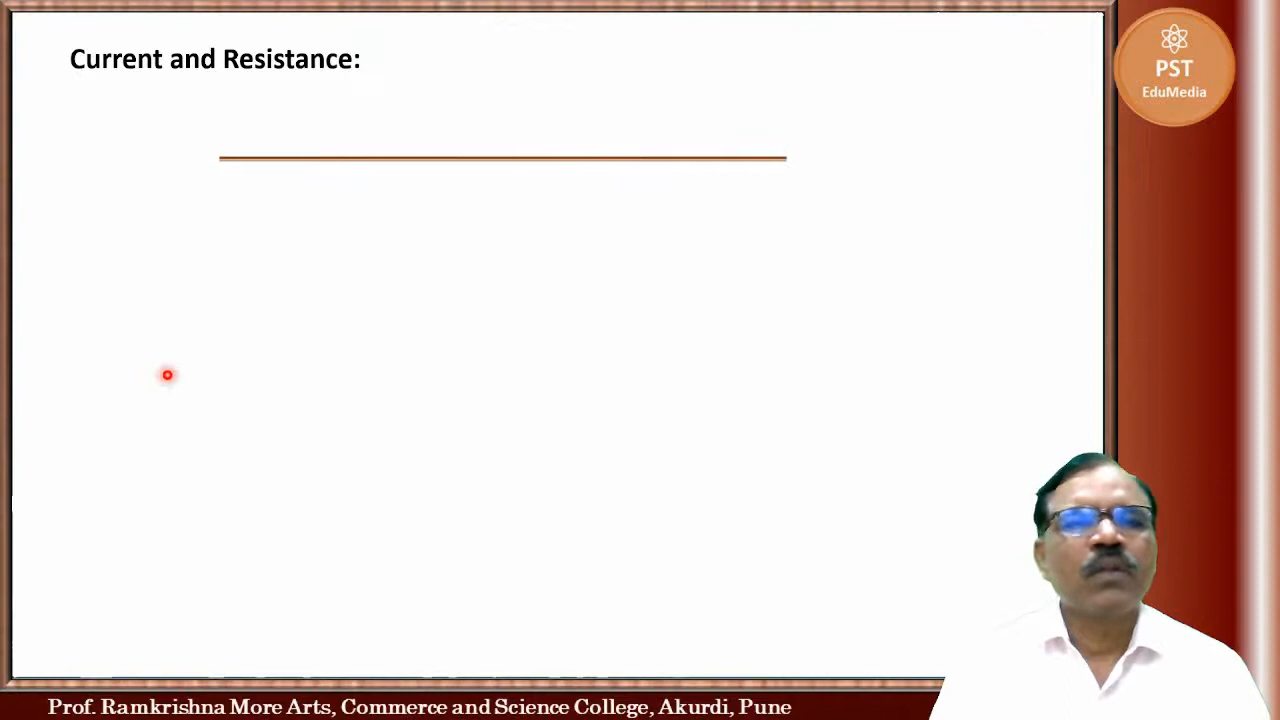 Current and Resistance:
PST
EduMedia
Prof. Ramkrishna More Arts, Commerce and Science College, Akurdi, Pune